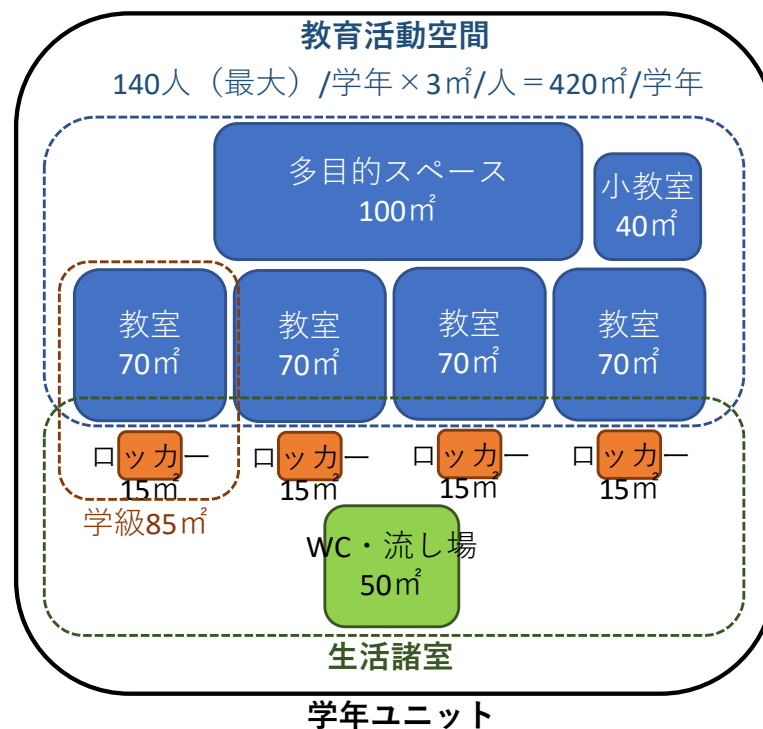 教育活動空間
140人（最大）/学年×3㎡/人＝420㎡/学年
多目的スペース
100㎡
小教室
40㎡
教室
70㎡
教室
70㎡
教室
70㎡
教室
70㎡
ロッカー
15㎡
ロッカー
15㎡
ロッカー
15㎡
ロッカー
15㎡
学級85㎡
WC・流し場
50㎡
生活諸室
学年ユニット